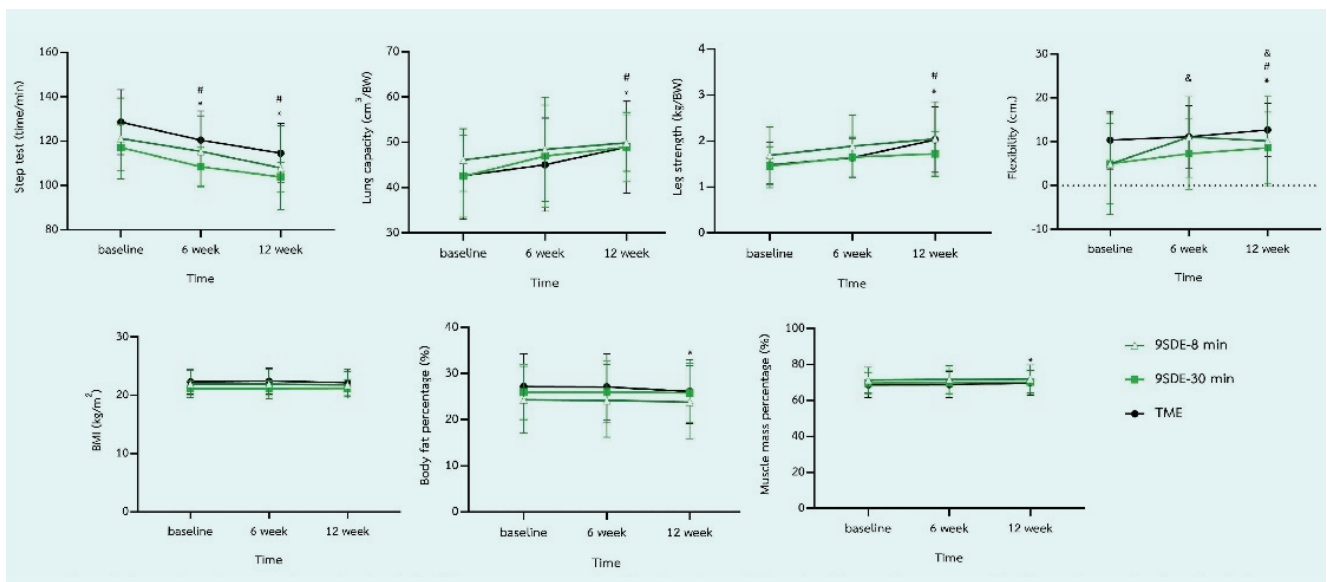 Step test (time/min)
160
140
120
100
80
#
*
#
*
baseline
6 week
12 week
Time
Lung capacity (cm³/BW)
70
60
50
40
30
#
*
baseline
6 week
12 week
Time
Leg strength (kg/BW)
4
3
2
1
0
#
*
baseline
6 week
12 week
Time
Flexibility (cm.)
30
20
10
0
-10
&
&
#
*
baseline
6 week
12 week
Time
BMI (kg/m²)
30
20
10
0
baseline
6 week
12 week
Time
Body fat percentage (%)
40
30
20
10
0
*
baseline
6 week
12 week
Time
Muscle mass percentage (%)
100
80
60
40
20
0
*
baseline
6 week
12 week
Time
9SDE-8 min
9SDE-30 min
TME